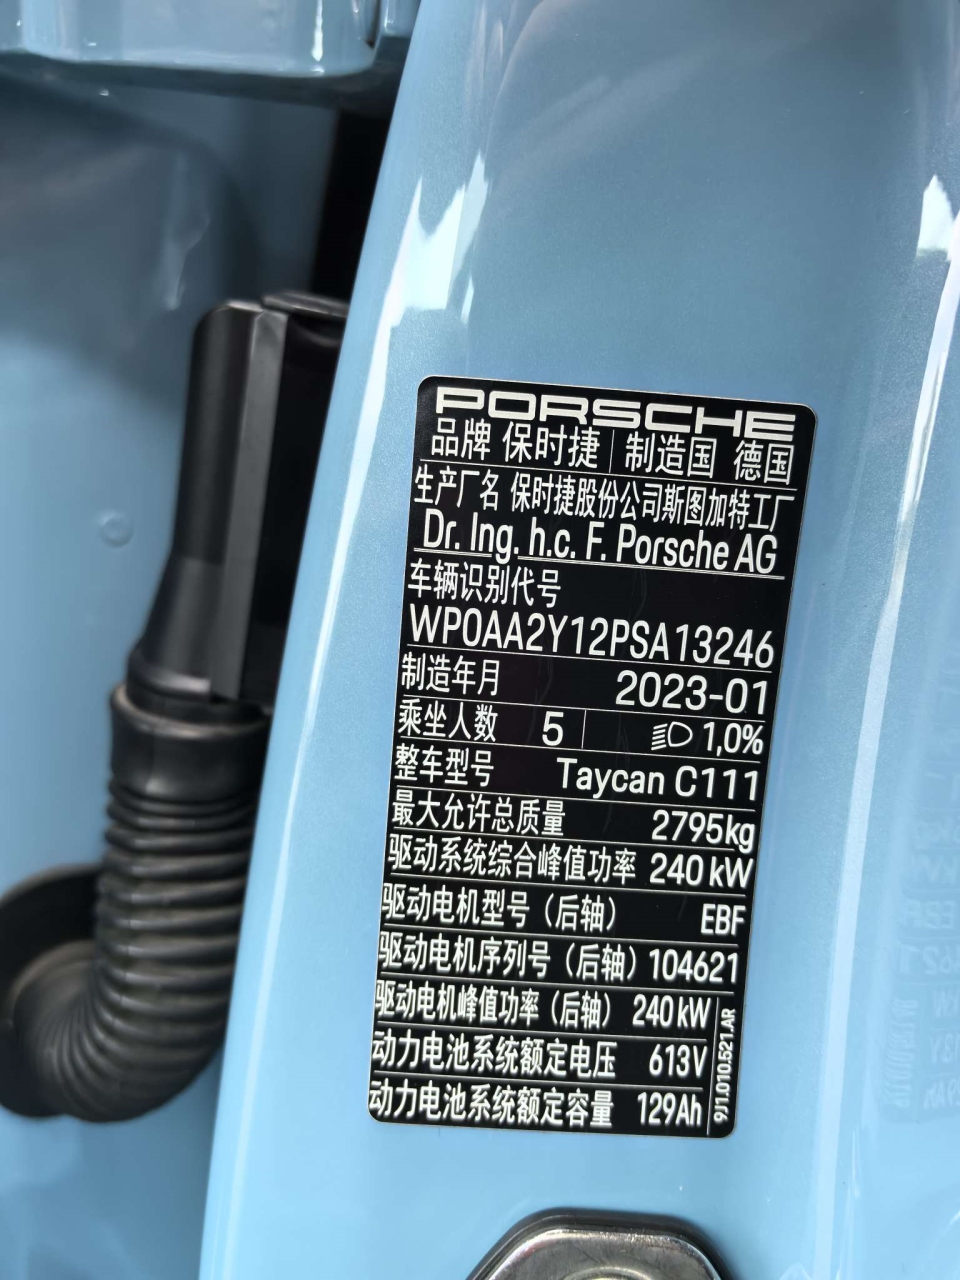 PORSCHE
品牌 保时捷 制造国 德国
生产厂名 保时捷股份公司斯图加特工厂
Dr. Ing. h.c. F. Porsche AG
车辆识别代号
WP0AA2Y12PSA13246
制造年月 2023-01
乘坐人数 5 1,0%
整车型号 Taycan C111
最大允许总质量 2795kg
驱动系统综合峰值功率 240 kW
驱动电机型号（后轴） EBF
驱动电机序列号（后轴） 104621
驱动电机峰值功率（后轴） 240 kW
动力电池系统额定电压 613V
动力电池系统额定容量 129Ah
9J1.010.521.AR